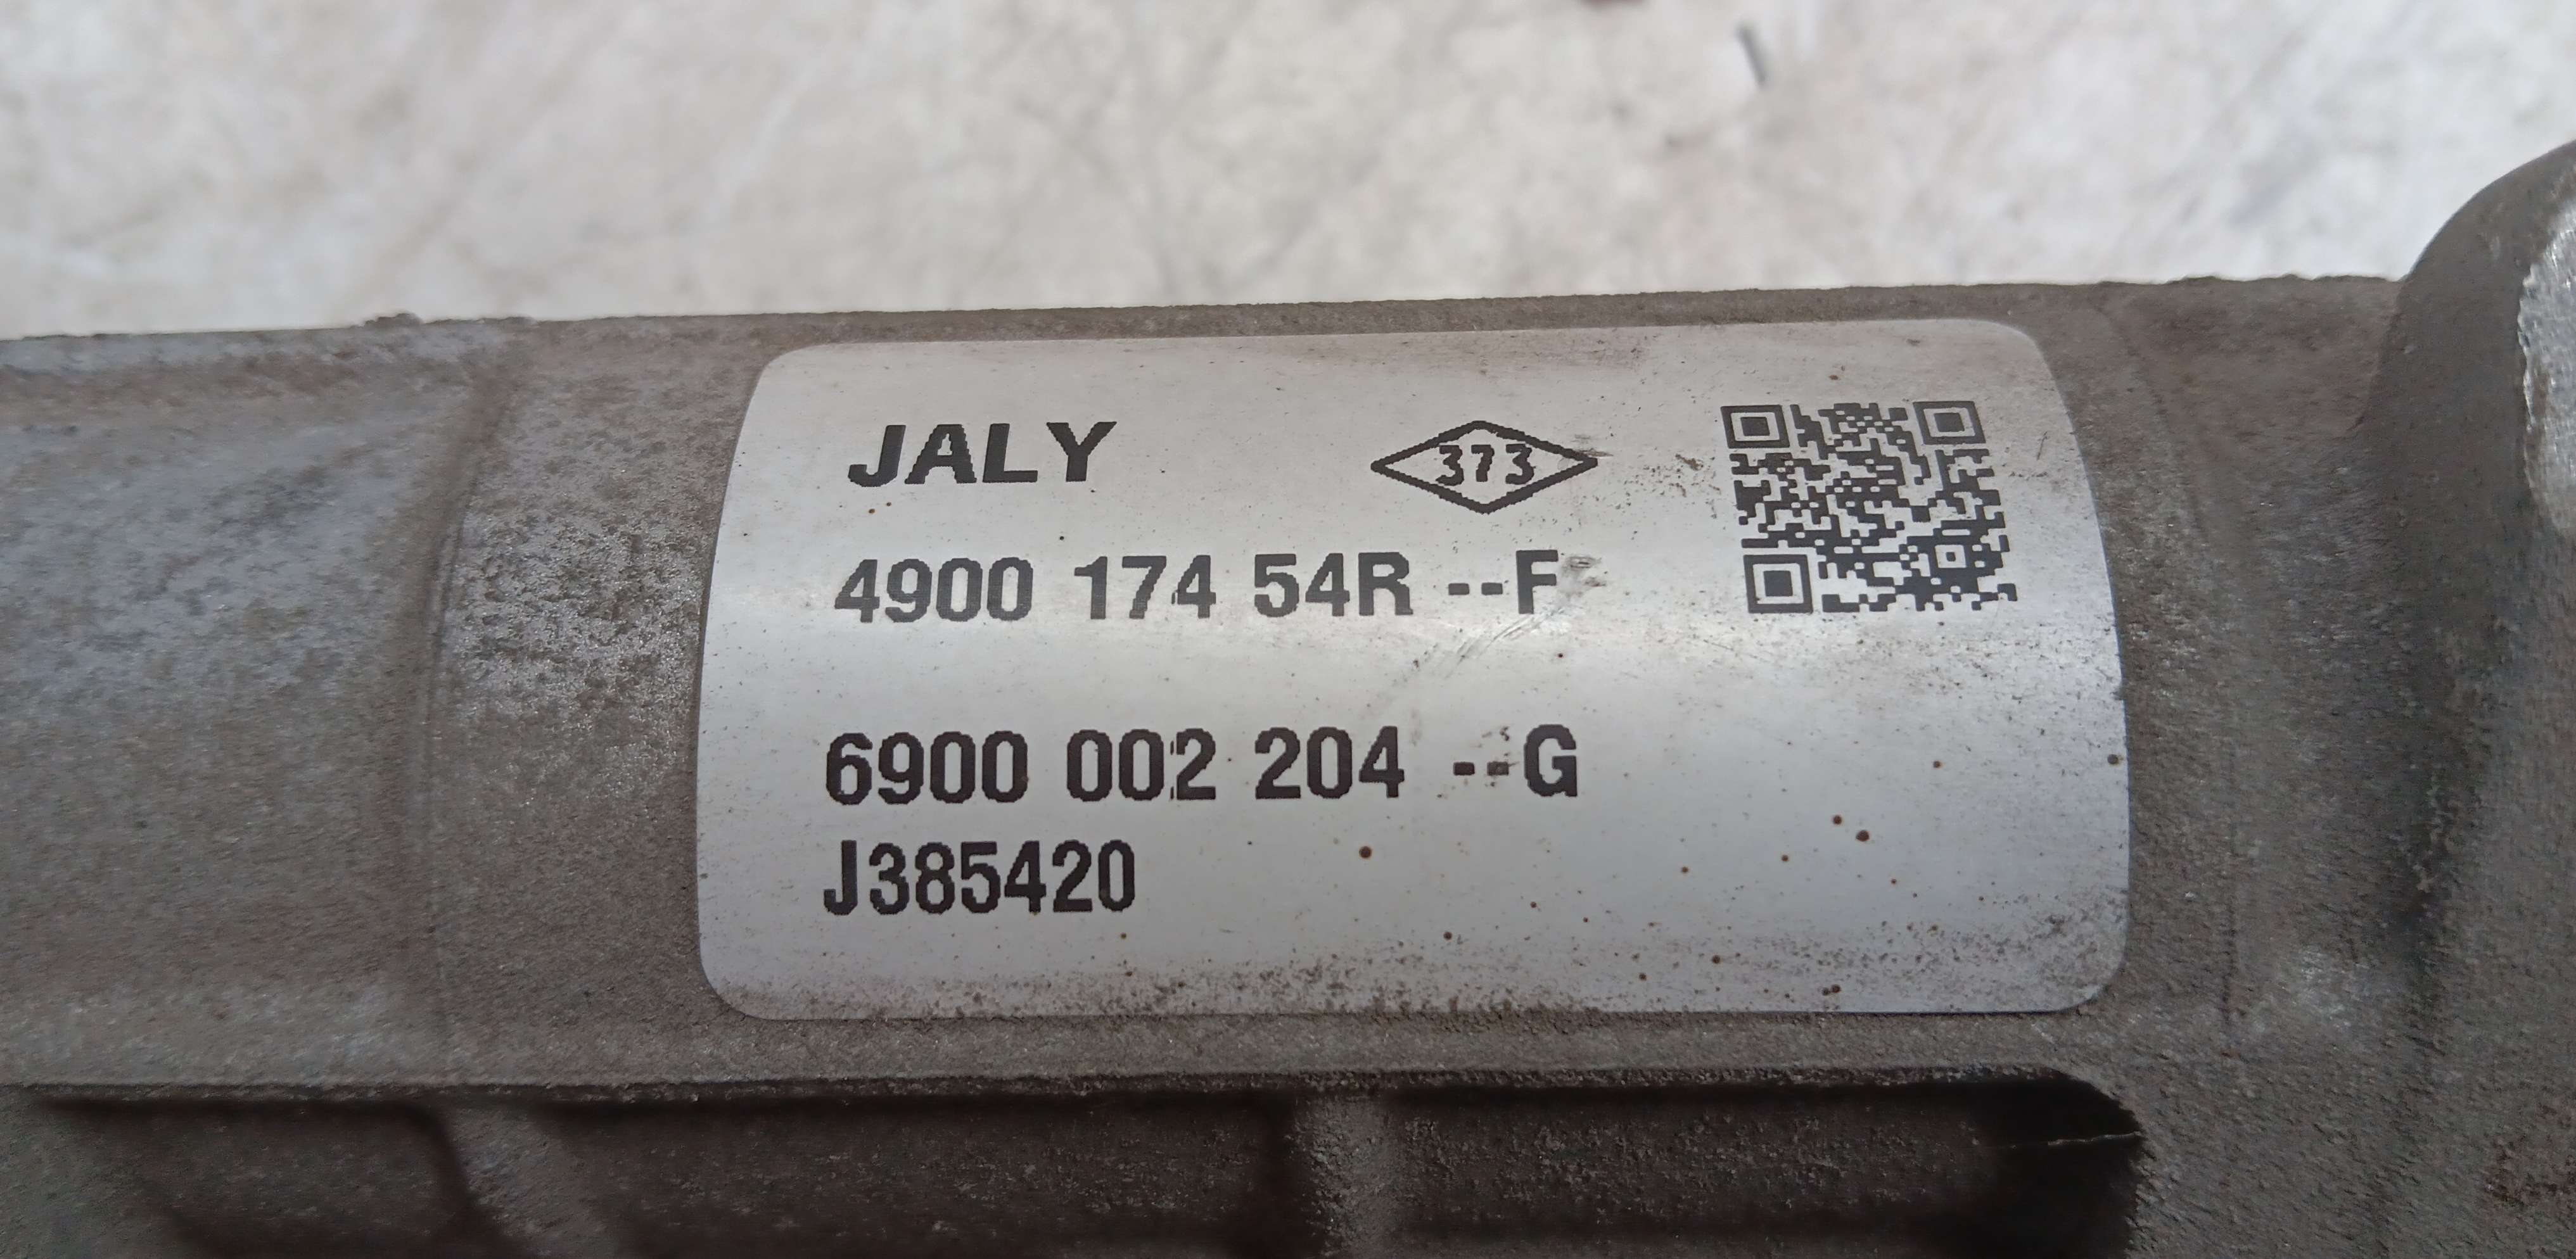 JALY
373
4900 174 54R --F
6900 002 204 --G
J385420